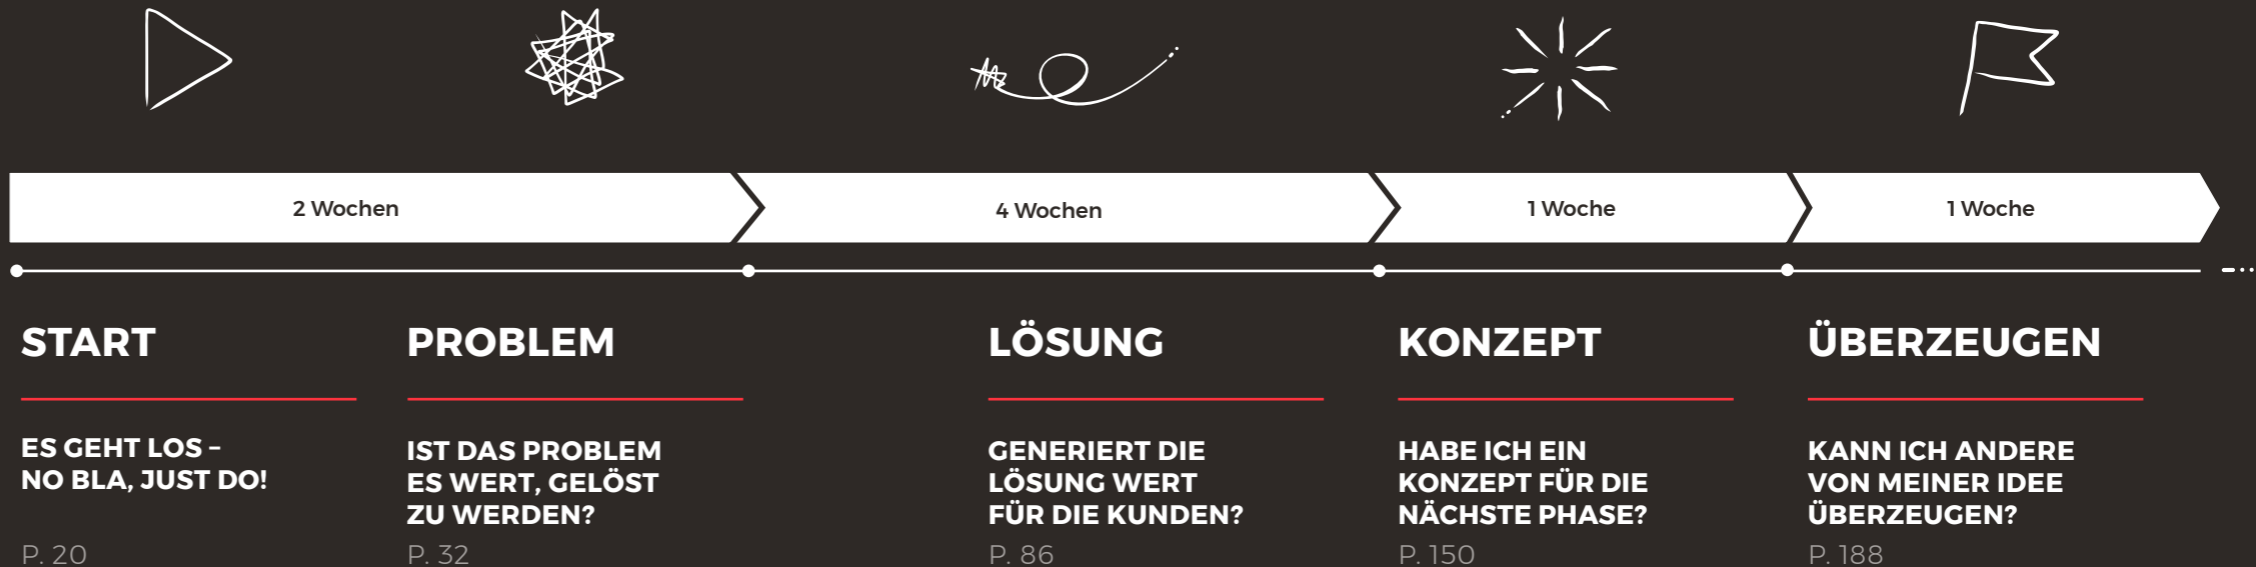 2 Wochen
4 Wochen
1 Woche
1 Woche
START
ES GEHT LOS –
NO BLA, JUST DO!
P. 20
PROBLEM
IST DAS PROBLEM
ES WERT, GELÖST
ZU WERDEN?
P. 32
LÖSUNG
GENERIERT DIE
LÖSUNG WERT
FÜR DIE KUNDEN?
P. 86
KONZEPT
HABE ICH EIN
KONZEPT FÜR DIE
NÄCHSTE PHASE?
P. 150
ÜBERZEUGEN
KANN ICH ANDERE
VON MEINER IDEE
ÜBERZEUGEN?
P. 188